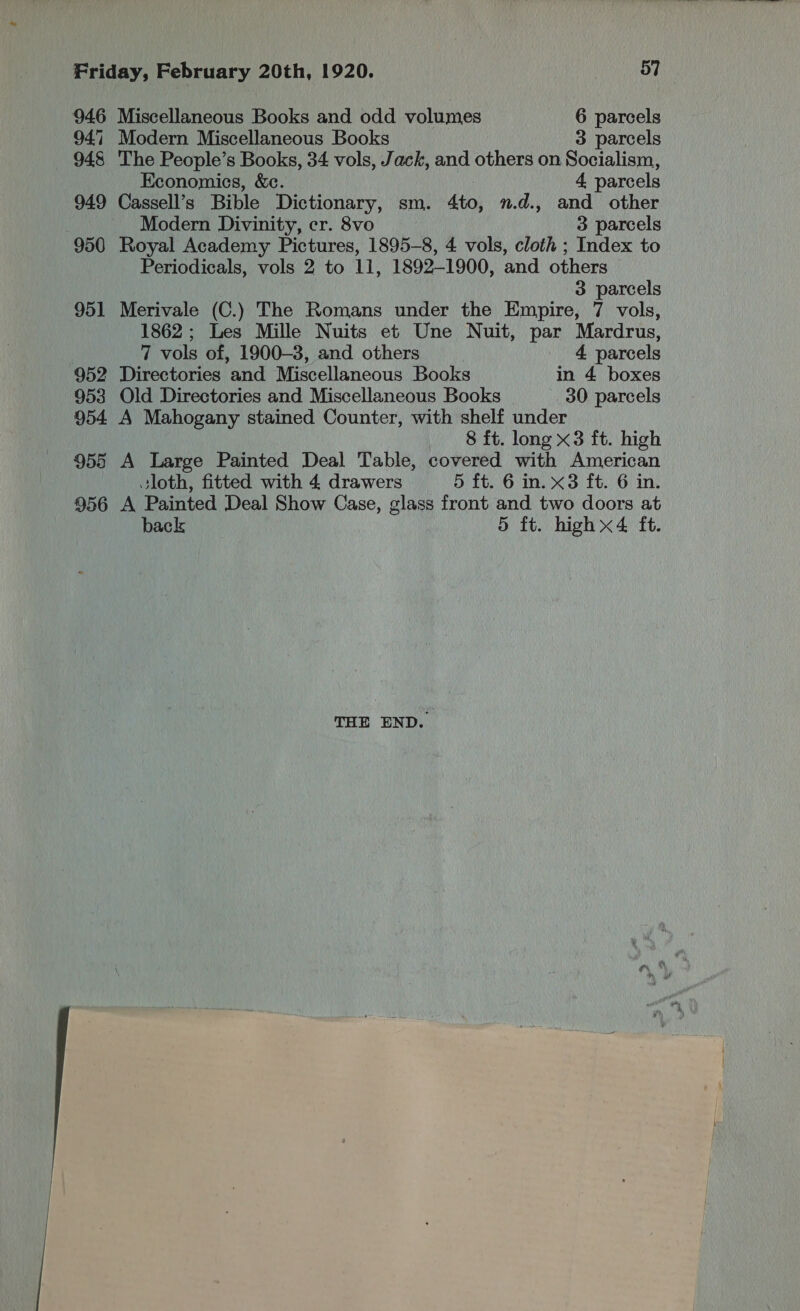 Friday, February 20th, 1920. 57
946 Miscellaneous Books and odd volumes 6 parcels
947 Modern Miscellaneous Books 3 parcels
948 The People's Books, 34 vols, Jack, and others on Socialism,
Economics, &c. 4 parcels
949 Cassell's Bible Dictionary, sm. 4to, n.d., and other
Modern Divinity, cr. 8vo 3 parcels
950 Royal Academy Pictures, 1895–8, 4 vols, cloth ; Index to
Periodicals, vols 2 to 11, 1892–1900, and others
3 parcels
951 Merivale (C.) The Romans under the Empire, 7 vols,
1862 ; Les Mille Nuits et Une Nuit, par Mardrus,
7 vols of, 1900–3, and others 4 parcels
952 Directories and Miscellaneous Books in 4 boxes
953 Old Directories and Miscellaneous Books 30 parcels
954 A Mahogany stained Counter, with shelf under
8 ft. long × 3 ft. high
955 A Large Painted Deal Table, covered with American
cloth, fitted with 4 drawers 5 ft. 6 in. × 3 ft. 6 in.
956 A Painted Deal Show Case, glass front and two doors at
back 5 ft. high × 4 ft.
THE END.